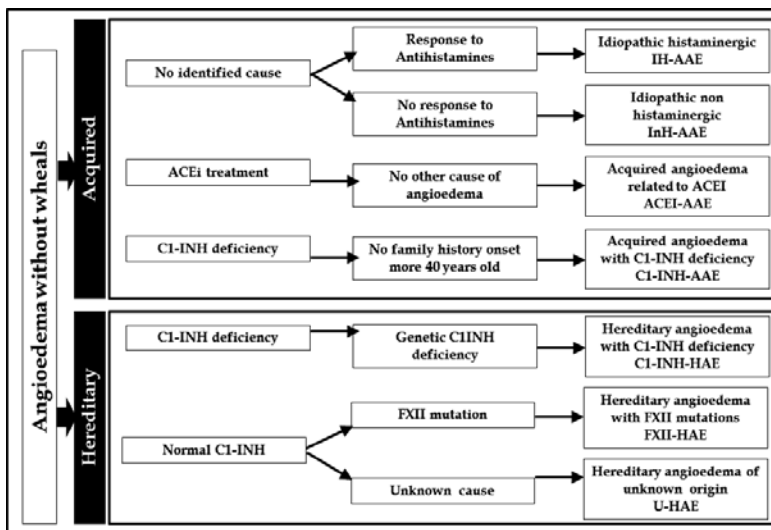 Angioedema without wheals
Acquired
No identified cause
Response to
Antihistamines
Idiopathic histaminergic
IH-AAE
No response to
Antihistamines
Idiopathic non
histaminergic
InH-AAE
ACEi treatment
No other cause of
angioedema
Acquired angioedema
related to ACEI
ACEI-AAE
C1-INH deficiency
No family history onset
more 40 years old
Acquired angioedema
with C1-INH deficiency
C1-INH-AAE
Hereditary
C1-INH deficiency
Genetic C1INH
deficiency
Hereditary angioedema
with C1-INH deficiency
C1-INH-HAE
Normal C1-INH
FXII mutation
Hereditary angioedema
with FXII mutations
FXII-HAE
Unknown cause
Hereditary angioedema of
unknown origin
U-HAE